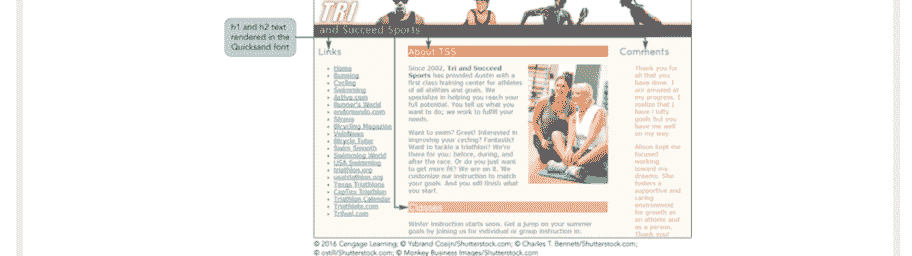 TRI
and Succeed Sports
h1 and h2 text
rendered in the
Quicksand font
Links
Home
Running
Cycling
Swimming
Active.com
Runner's World
endomondo.com
Strava
Bicycling Magazine
VeloNews
Bicycle Tutor
Swim Smooth
Swimming World
USA Swimming
triathlon.org
usatriathlon.org
Texas Triathlons
CapTex Triathlon
Triathlon Calendar
Triathlete.com
Trifuel.com
About TSS
Since 2002, Tri and Succeed
Sports has provided Austin with a
first class training center for athletes
of all abilities and goals. We
specialize in helping you reach your
full potential. You tell us what you
want to do; we work to fulfill your
needs.
Want to swim? Great! Interested in
improving your cycling? Fantastic!
Want to tackle a triathlon? We're
there for you: before, during, and
after the race. Or do you just want
to get more fit? We are on it. We
customize our instruction to match
your goals. And you will finish what
you start.
Classes
Winter instruction starts soon. Get a jump on your summer
goals by joining us for individual or group instruction in:
Comments
Thank you for
all that you
have done. I
am amazed at
my progress. I
realize that I
have I lofty
goals but you
have me well
on my way.
Alison kept me
focused
working
toward my
dreams. She
fosters a
supportive and
caring
environment
for growth as
an athlete and
as a person.
Thank you!
© 2016 Cengage Learning; © Ysbrand Cosijn/Shutterstock.com; © Charles T. Bennett/Shutterstock.com;
© ostill/Shutterstock.com; © Monkey Business Images/Shutterstock.com